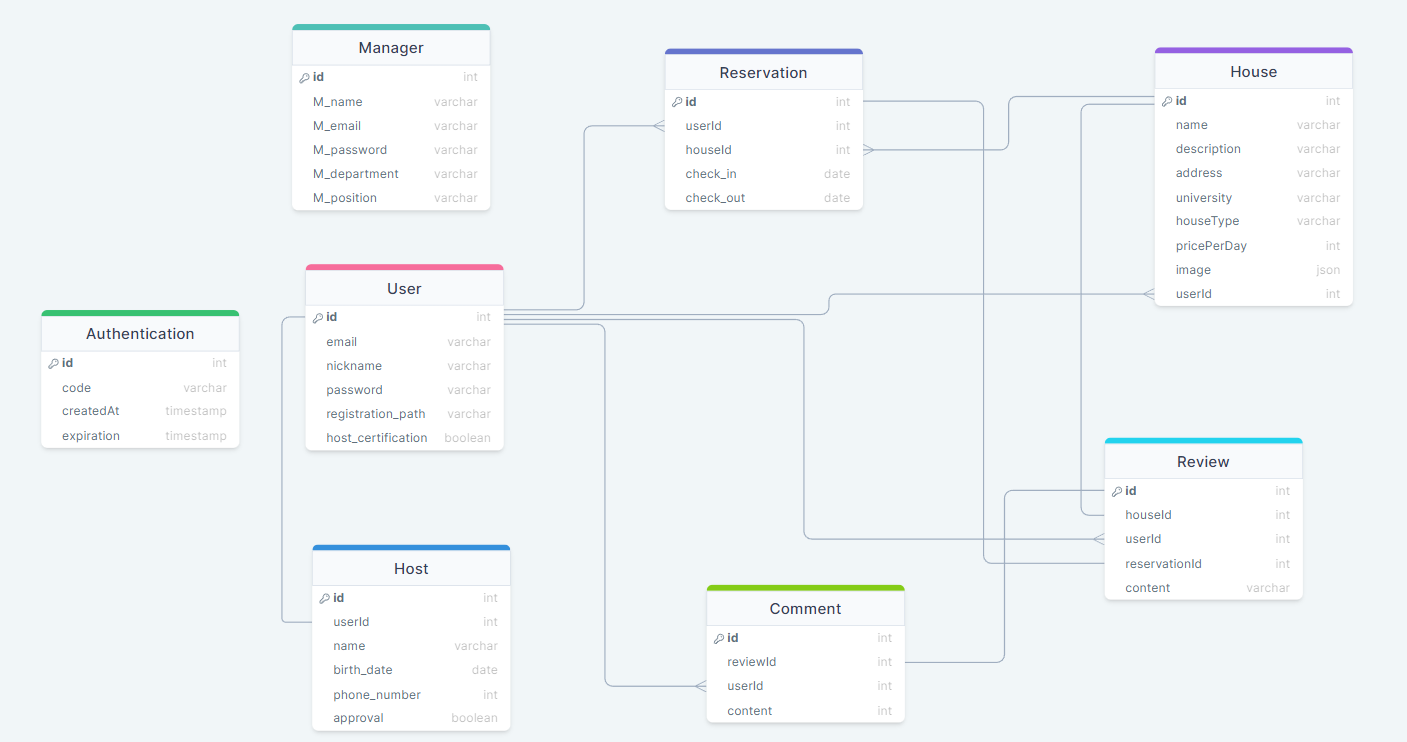 Manager
id int
M_name varchar
M_email varchar
M_password varchar
M_department varchar
M_position varchar
Reservation
id int
userId int
houseId int
check_in date
check_out date
House
id int
name varchar
description varchar
address varchar
university varchar
houseType varchar
pricePerDay int
image json
userId int
User
id int
email varchar
nickname varchar
password varchar
registration_path varchar
host_certification boolean
Authentication
id int
code varchar
createdAt timestamp
expiration timestamp
Review
id int
houseId int
userId int
reservationId int
content varchar
Host
id int
userId int
name varchar
birth_date date
phone_number int
approval boolean
Comment
id int
reviewId int
userId int
content int